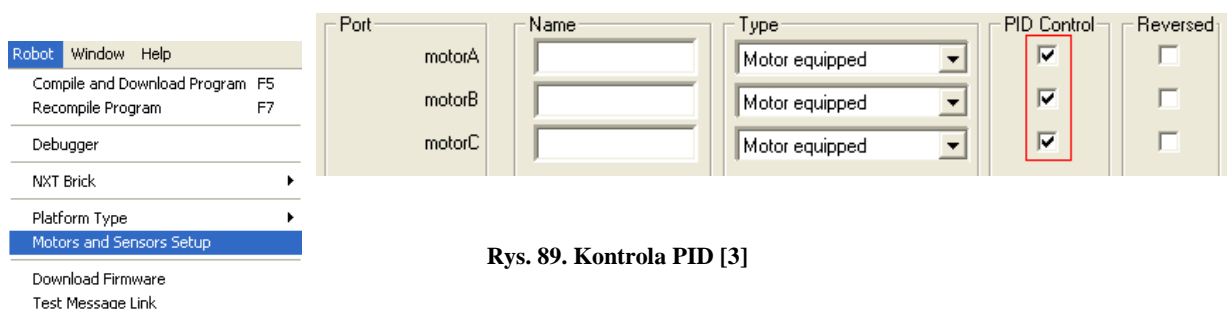 Robot Window Help
Compile and Download Program F5
Recompile Program F7
Debugger
NXT Brick
Platform Type
Motors and Sensors Setup
Download Firmware
Test Message Link
Port Name Type PID Control Reversed
motorA Motor equipped
motorB Motor equipped
motorC Motor equipped
Rys. 89. Kontrola PID [3]